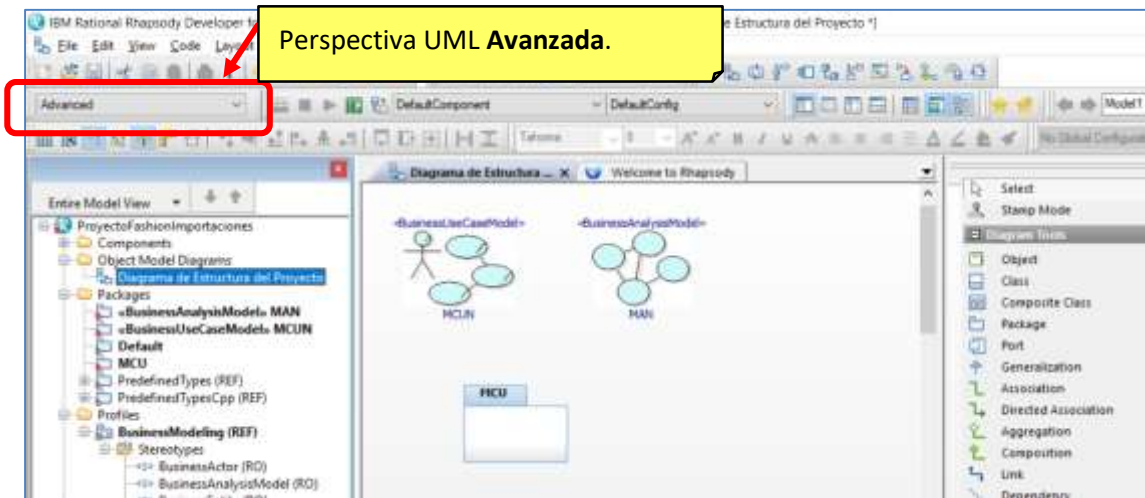 IBM Rational Rhapsody Developer
e Estructura del Proyecto *]
File Edit View Code Layout
Perspectiva UML Avanzada.
Advanced
DefaultComponent
DefaultConfig
Model1
Tahoma
No Global Configura
Diagrama de Estructura ...
Welcome to Rhapsody
Entire Model View
ProyectoFashionImportaciones
Components
Object Model Diagrams
Diagrama de Estructura del Proyecto
Packages
«BusinessAnalysisModel» MAN
«BusinessUseCaseModel» MCUN
Default
MCU
PredefinedTypes (REF)
PredefinedTypesCpp (REF)
Profiles
BusinessModeling (REF)
Stereotypes
BusinessActor (RO)
BusinessAnalysisModel (RO)
«BusinessUseCaseModel»
«BusinessAnalysisModel»
MCUN
MAN
MCU
Select
Stamp Mode
Diagram Tools
Object
Class
Composite Class
Package
Port
Generalization
Association
Directed Association
Aggregation
Composition
Link
Dependency